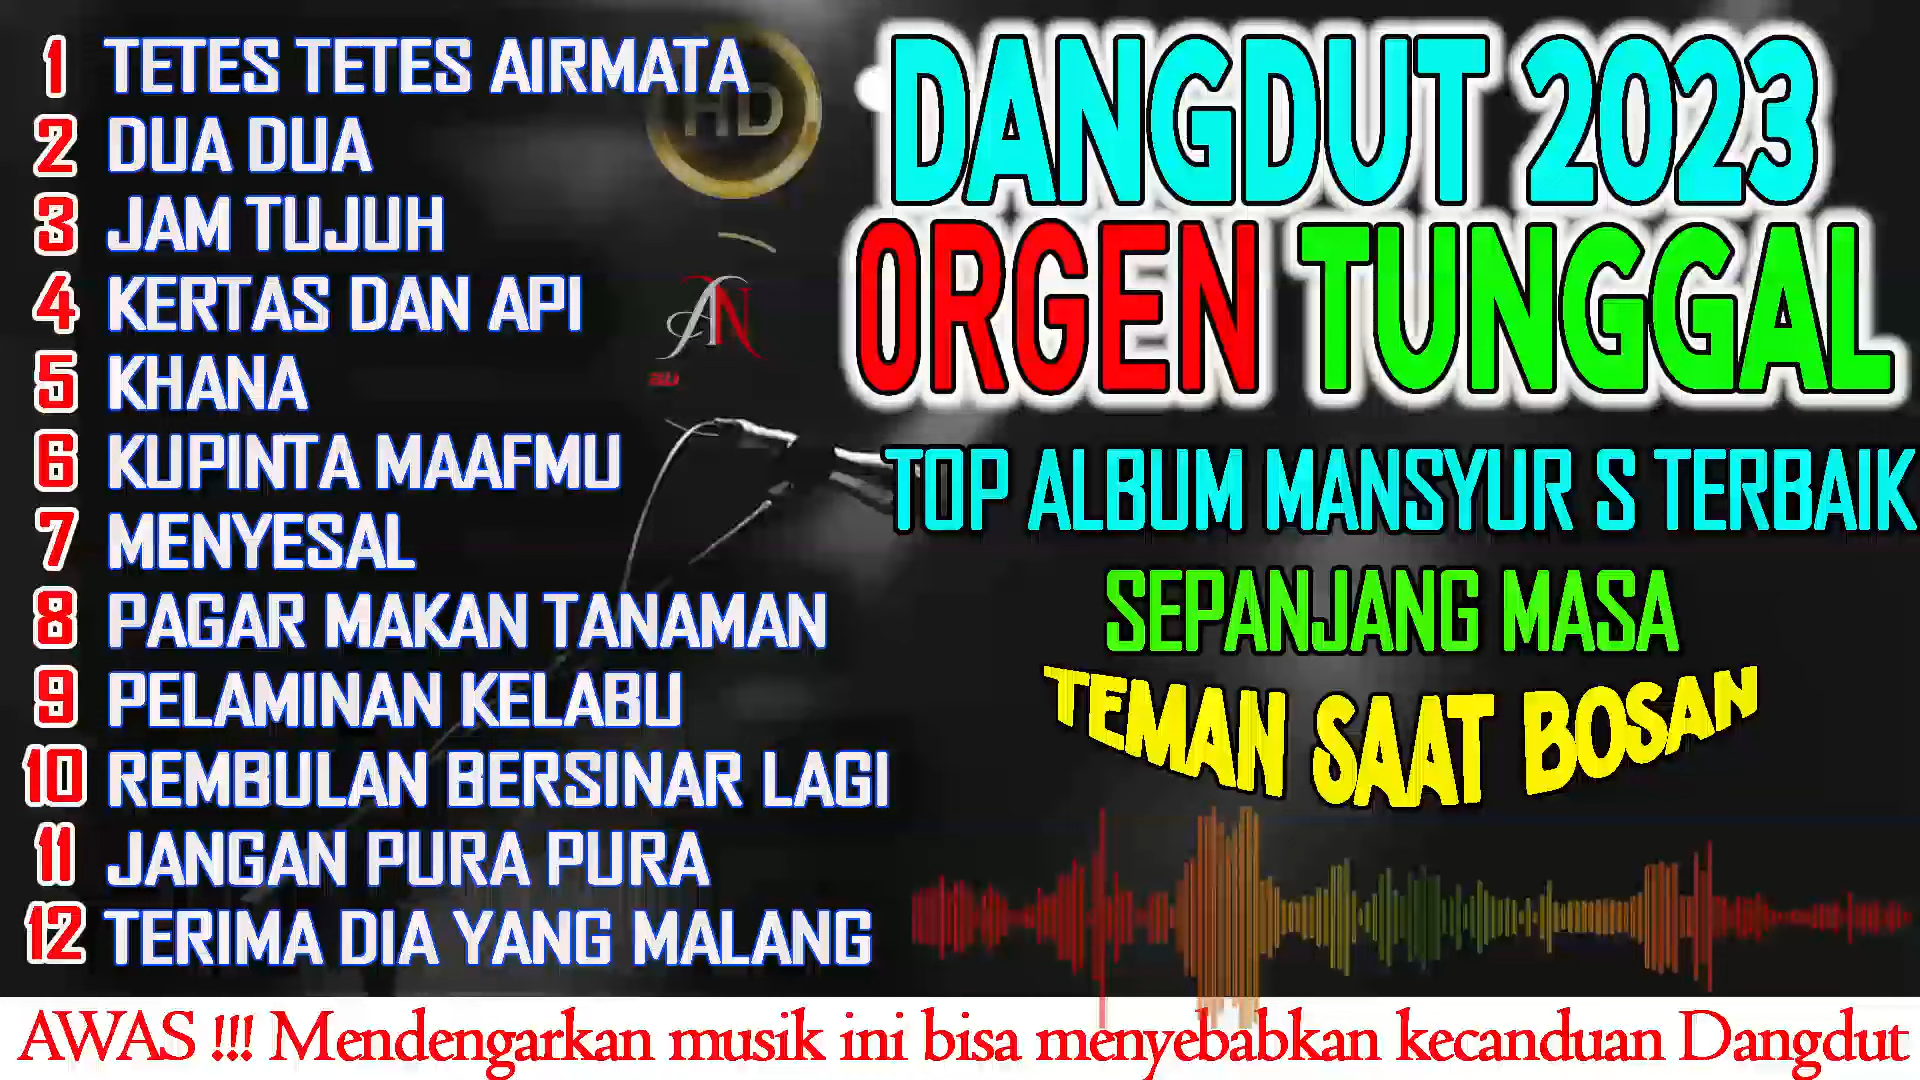 1 TETES TETES AIRMATA
2 DUA DUA
3 JAM TUJUH
4 KERTAS DAN API
5 KHANA
6 KUPINTA MAAFMU
7 MENYESAL
8 PAGAR MAKAN TANAMAN
9 PELAMINAN KELABU
10 REMBULAN BERSINAR LAGI
11 JANGAN PURA PURA
12 TERIMA DIA YANG MALANG
HD
AN
DANGDUT 2023
ORGEN TUNGGAL
TOP ALBUM MANSYUR S TERBAIK
SEPANJANG MASA
TEMAN SAAT BOSAN
AWAS !!! Mendengarkan musik ini bisa menyebabkan kecanduan Dangdut